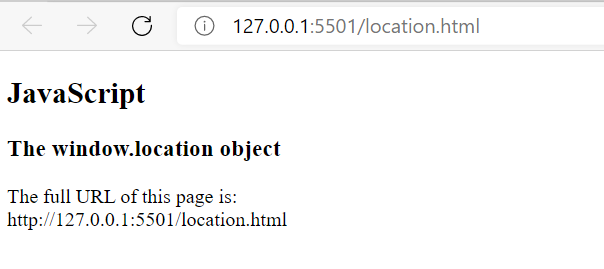 127.0.0.1:5501/location.html
JavaScript
The window.location object
The full URL of this page is:
http://127.0.0.1:5501/location.html